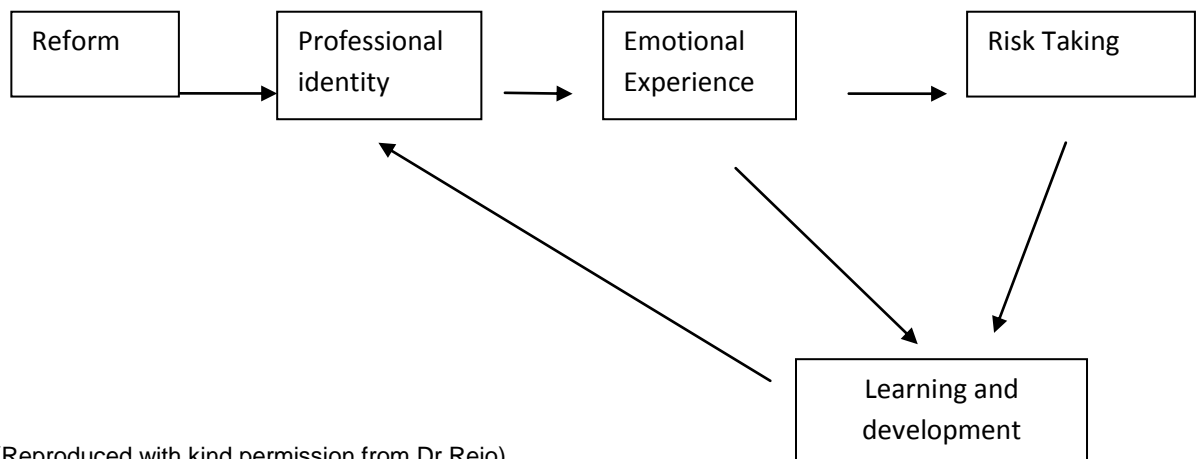 Reform
Professional
identity
Emotional
Experience
Risk Taking
Learning and
development
(Reproduced with kind permission from Dr Reio)